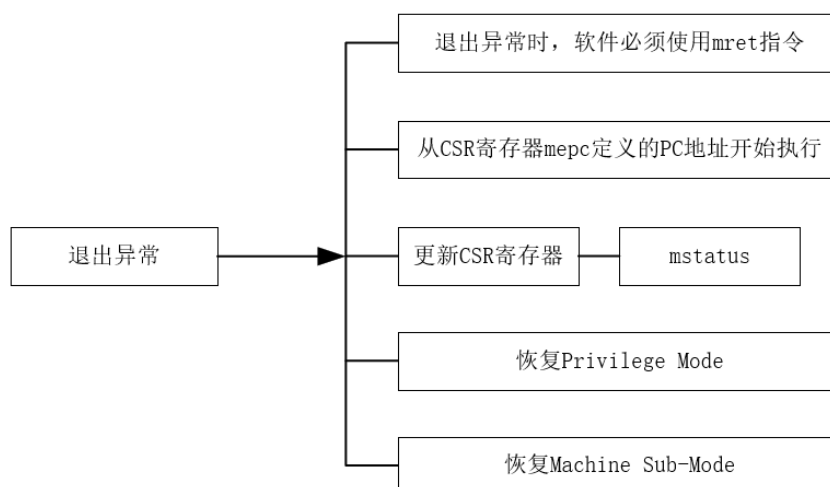 退出异常时，软件必须使用mret指令
从CSR寄存器mepc定义的PC地址开始执行
退出异常
更新CSR寄存器
mstatus
恢复Privilege Mode
恢复Machine Sub-Mode